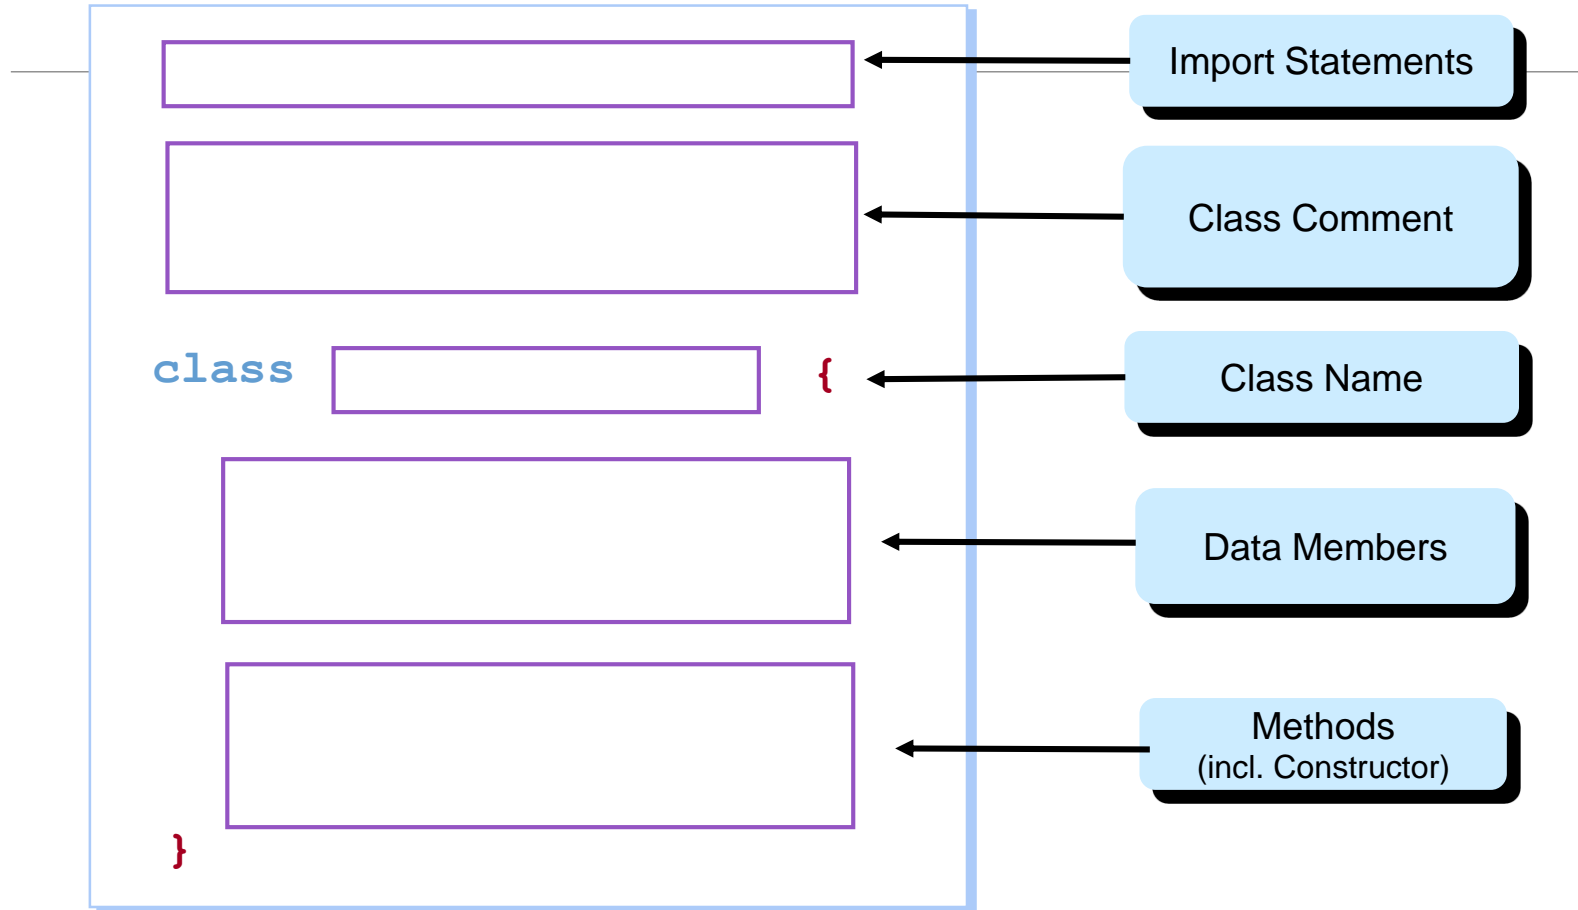 Import Statements
Class Comment
class {
Class Name
Data Members
Methods
(incl. Constructor)
}